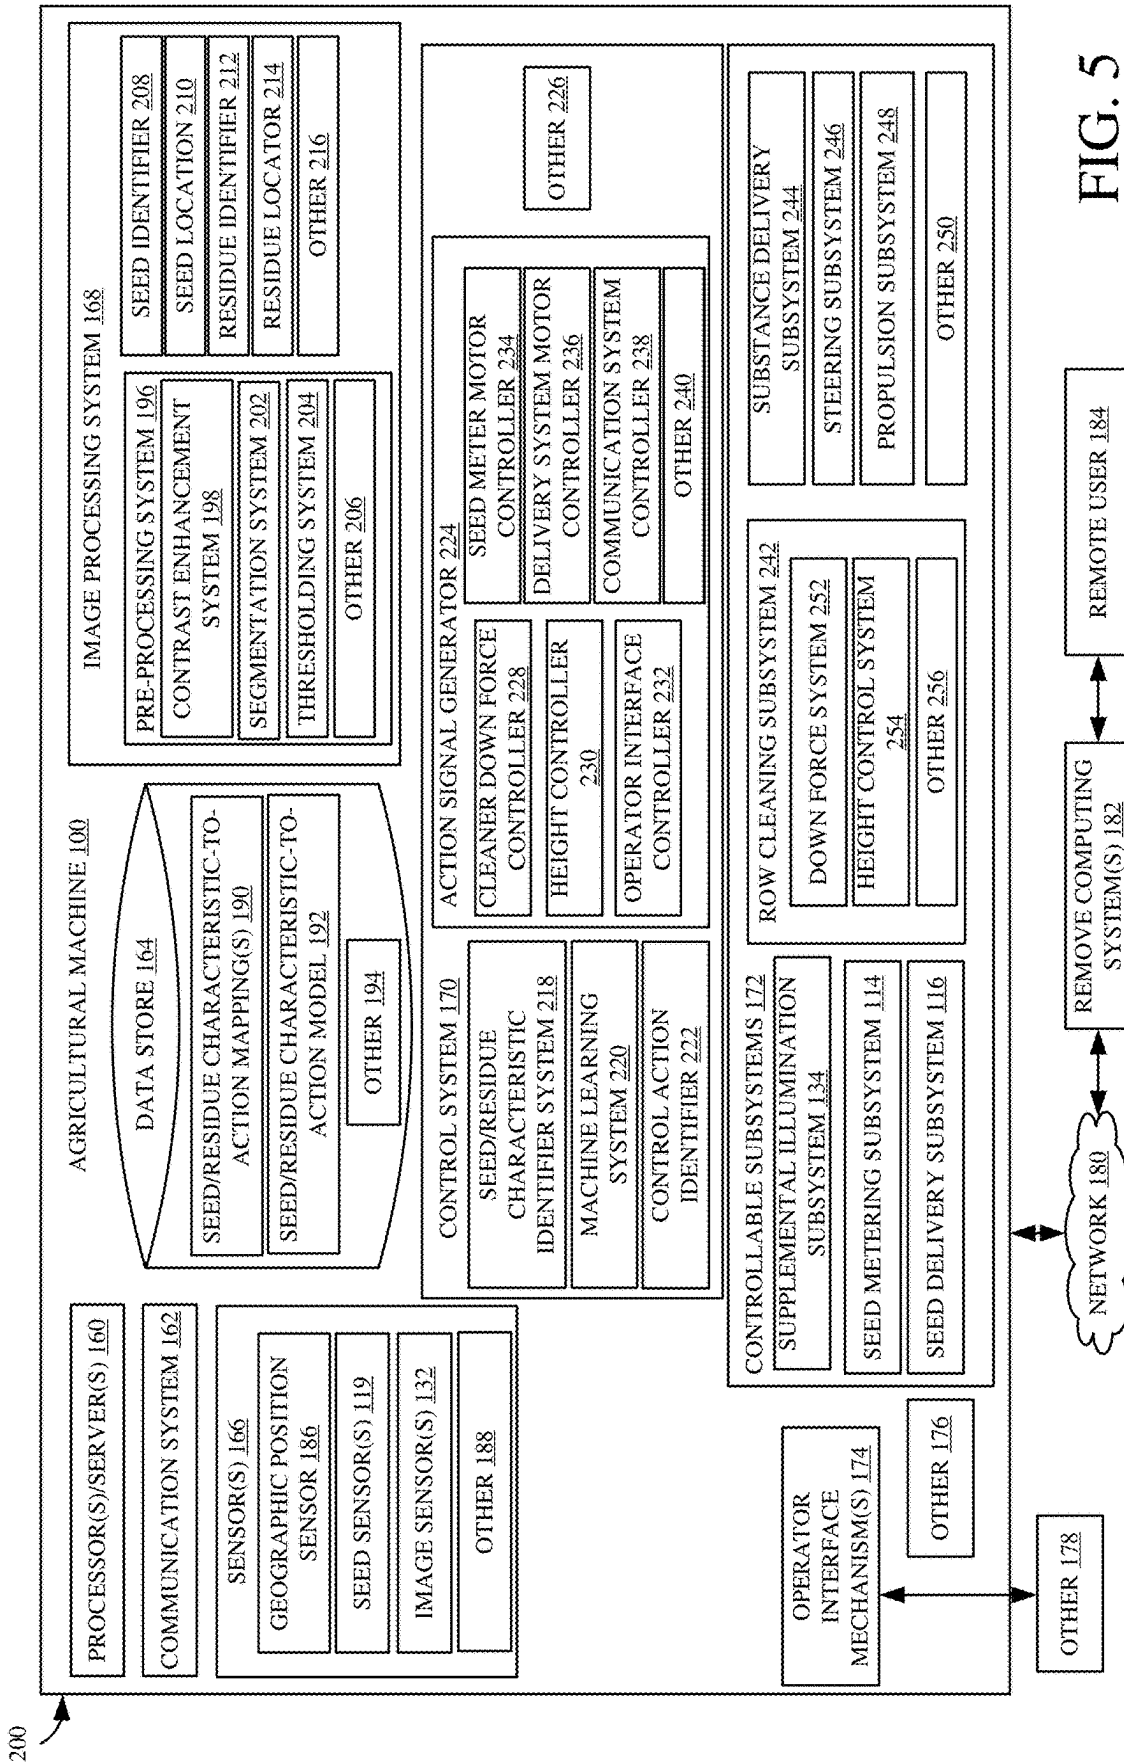 200
AGRICULTURAL MACHINE 100
PROCESSOR(S)/SERVER(S) 160
COMMUNICATION SYSTEM 162
SENSOR(S) 166
GEOGRAPHIC POSITION
SENSOR 186
SEED SENSOR(S) 119
IMAGE SENSOR(S) 132
OTHER 188
DATA STORE 164
SEED/RESIDUE CHARACTERISTIC-TO-
ACTION MAPPING(S) 190
SEED/RESIDUE CHARACTERISTIC-TO-
ACTION MODEL 192
OTHER 194
IMAGE PROCESSING SYSTEM 168
PRE-PROCESSING SYSTEM 196
CONTRAST ENHANCEMENT
SYSTEM 198
SEGMENTATION SYSTEM 202
THRESHOLDING SYSTEM 204
OTHER 206
SEED IDENTIFIER 208
SEED LOCATION 210
RESIDUE IDENTIFIER 212
RESIDUE LOCATOR 214
OTHER 216
CONTROL SYSTEM 170
SEED/RESIDUE
CHARACTERISTIC
IDENTIFIER SYSTEM 218
MACHINE LEARNING
SYSTEM 220
CONTROL ACTION
IDENTIFIER 222
ACTION SIGNAL GENERATOR 224
CLEANER DOWN FORCE
CONTROLLER 228
HEIGHT CONTROLLER
230
OPERATOR INTERFACE
CONTROLLER 232
SEED METER MOTOR
CONTROLLER 234
DELIVERY SYSTEM MOTOR
CONTROLLER 236
COMMUNICATION SYSTEM
CONTROLLER 238
OTHER 240
OTHER 226
CONTROLLABLE SUBSYSTEMS 172
SUPPLEMENTAL ILLUMINATION
SUBSYSTEM 134
SEED METERING SUBSYSTEM 114
SEED DELIVERY SUBSYSTEM 116
ROW CLEANING SUBSYSTEM 242
DOWN FORCE SYSTEM 252
HEIGHT CONTROL SYSTEM
254
OTHER 256
SUBSTANCE DELIVERY
SUBSYSTEM 244
STEERING SUBSYSTEM 246
PROPULSION SUBSYSTEM 248
OTHER 250
OPERATOR
INTERFACE
MECHANISM(S) 174
OTHER 176
OTHER 178
NETWORK 180
REMOVE COMPUTING
SYSTEM(S) 182
REMOTE USER 184
FIG. 5